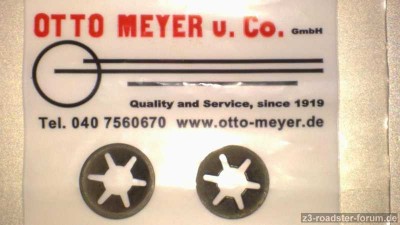 OTTO MEYER u. Co. GmbH
Quality and Service, since 1919
Tel. 040 7560670 www.otto-meyer.de
z3-roadster-forum.de